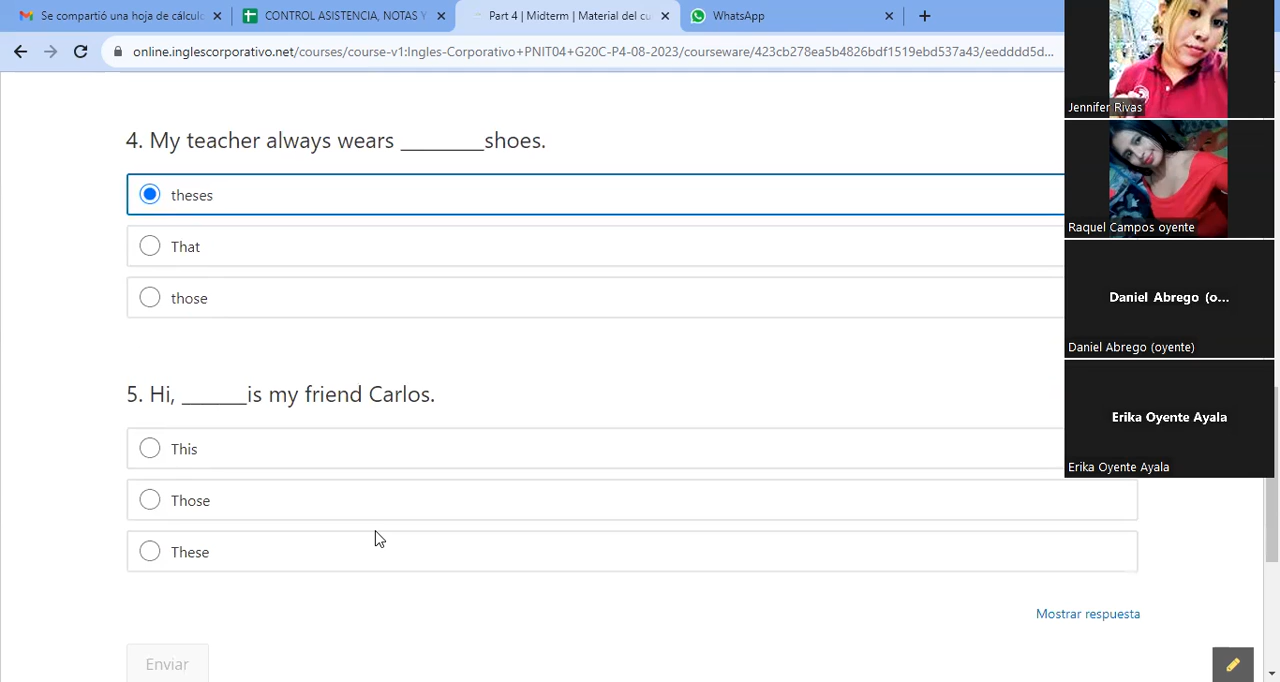 Se compartió una hoja de cálculo
CONTROL ASISTENCIA, NOTAS Y
Part 4 | Midterm | Material del cu
WhatsApp
online.inglescorporativo.net/courses/course-v1:Ingles-Corporativo+PNIT04+G20C-P4-08-2023/courseware/423cb278ea5b4826bdf1519ebd537a43/eedddd5d...
Jennifer Rivas
4. My teacher always wears _________shoes.
theses
That
those
Raquel Campos oyente
Daniel Abrego (o...
Daniel Abrego (oyente)
5. Hi, ______is my friend Carlos.
This
Those
These
Erika Oyente Ayala
Erika Oyente Ayala
Mostrar respuesta
Enviar